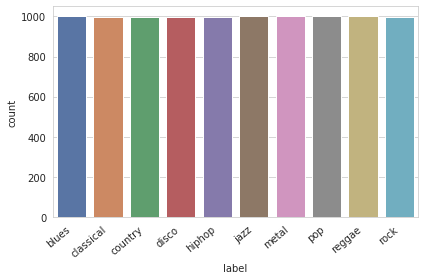 1000
800
600
400
200
0
count
blues
classical
country
disco
hiphop
jazz
metal
pop
reggae
rock
label